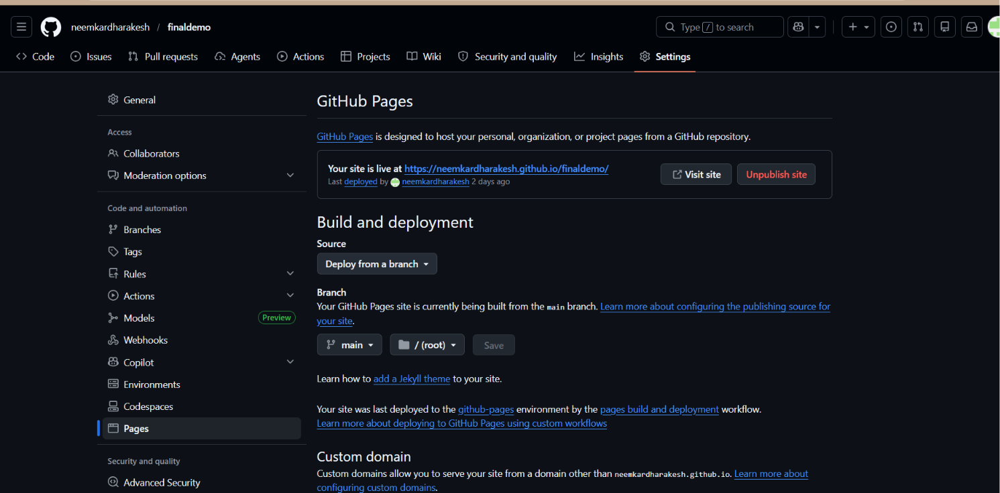 neemkardharakesh / finaldemo
Type / to search
Code Issues Pull requests Agents Actions Projects Wiki Security and quality Insights Settings
General
Access
Collaborators
Moderation options
Code and automation
Branches
Tags
Rules
Actions
Models Preview
Webhooks
Copilot
Environments
Codespaces
Pages
Security and quality
Advanced Security
GitHub Pages
GitHub Pages is designed to host your personal, organization, or project pages from a GitHub repository.
Your site is live at https://neemkardharakesh.github.io/finaldemo/
Last deployed by neemkardharakesh 2 days ago
Visit site Unpublish site
Build and deployment
Source
Deploy from a branch
Branch
Your GitHub Pages site is currently being built from the main branch. Learn more about configuring the publishing source for
your site.
main / (root) Save
Learn how to add a Jekyll theme to your site.
Your site was last deployed to the github-pages environment by the pages build and deployment workflow.
Learn more about deploying to GitHub Pages using custom workflows
Custom domain
Custom domains allow you to serve your site from a domain other than neemkardharakesh.github.io. Learn more about
configuring custom domains.